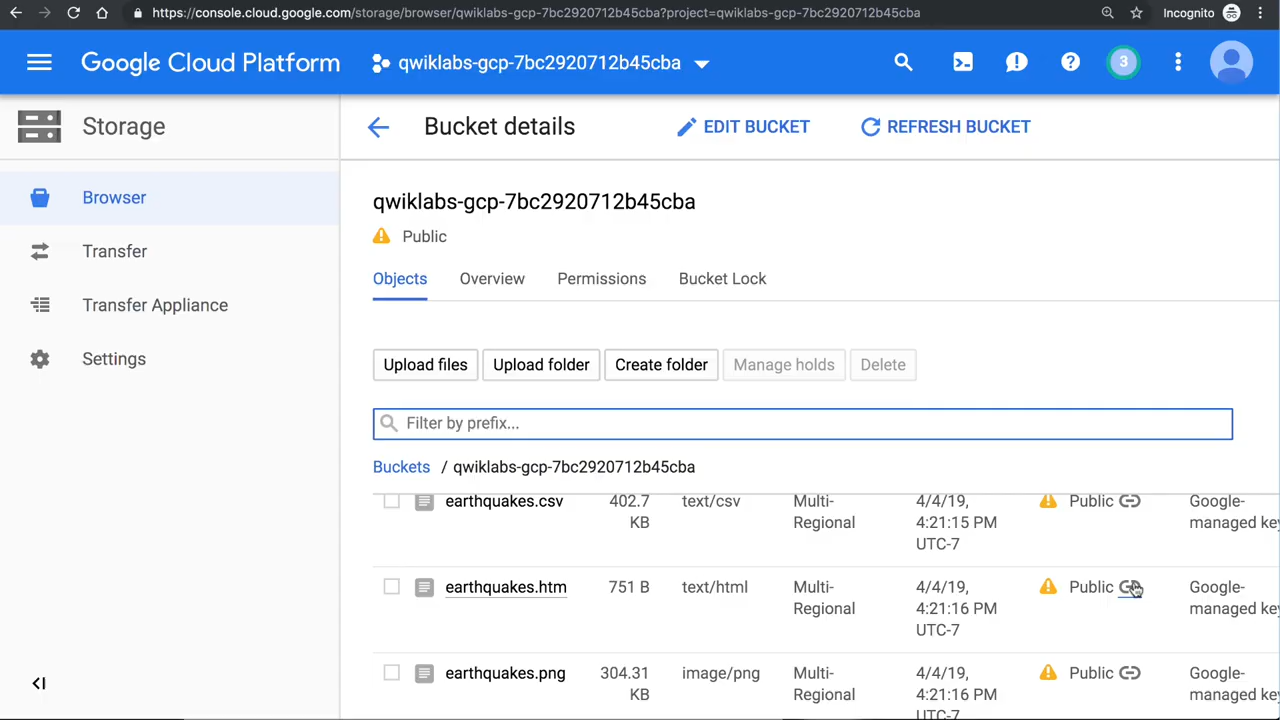 https://console.cloud.google.com/storage/browser/qwiklabs-gcp-7bc2920712b45cba?project=qwiklabs-gcp-7bc2920712b45cba
Incognito
Google Cloud Platform
qwiklabs-gcp-7bc2920712b45cba
3
Storage
Bucket details
EDIT BUCKET
REFRESH BUCKET
Browser
Transfer
Transfer Appliance
Settings
qwiklabs-gcp-7bc2920712b45cba
Public
Objects Overview Permissions Bucket Lock
Upload files Upload folder Create folder Manage holds Delete
Filter by prefix...
Buckets / qwiklabs-gcp-7bc2920712b45cba
earthquakes.csv 402.7 text/csv Multi- 4/4/19, Public Google-
KB Regional 4:21:15 PM managed key
UTC-7
earthquakes.htm 751 B text/html Multi- 4/4/19, Public Google-
Regional 4:21:16 PM managed key
UTC-7
earthquakes.png 304.31 image/png Multi- 4/4/19, Public Google-
KB Regional 4:21:16 PM managed key
UTC-7